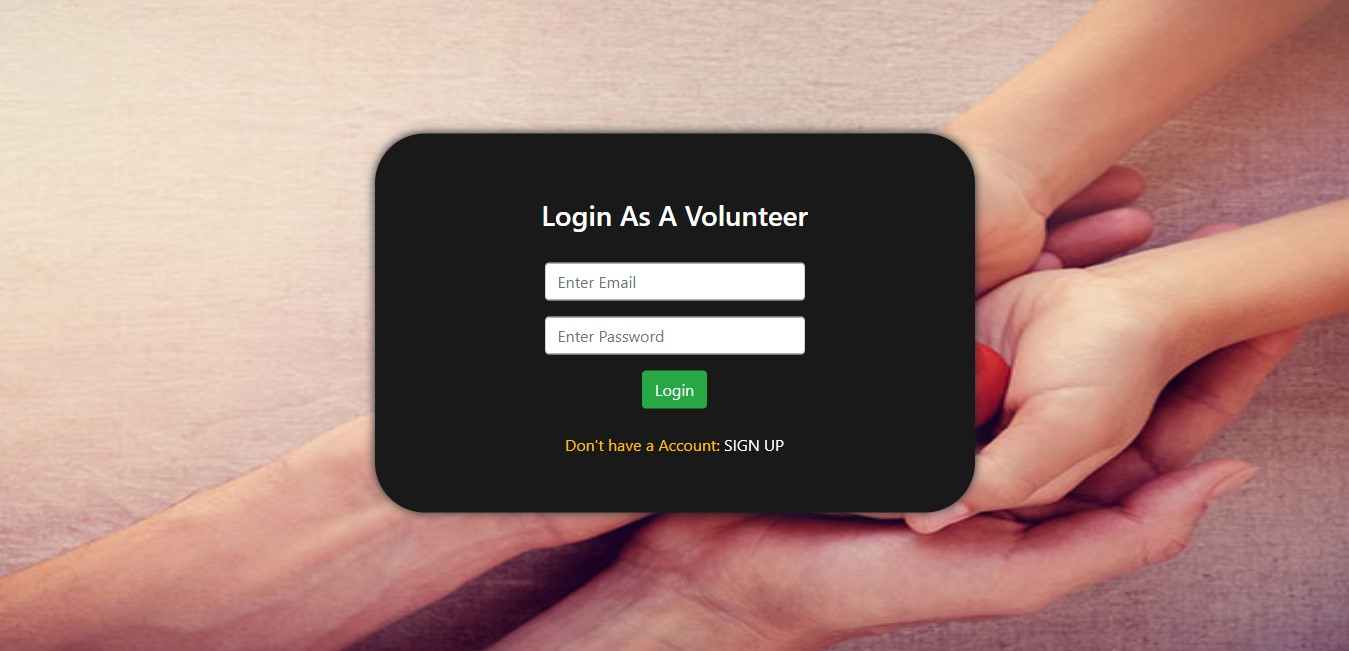 Login As A Volunteer
Enter Email
Enter Password
Login
Don't have a Account: SIGN UP